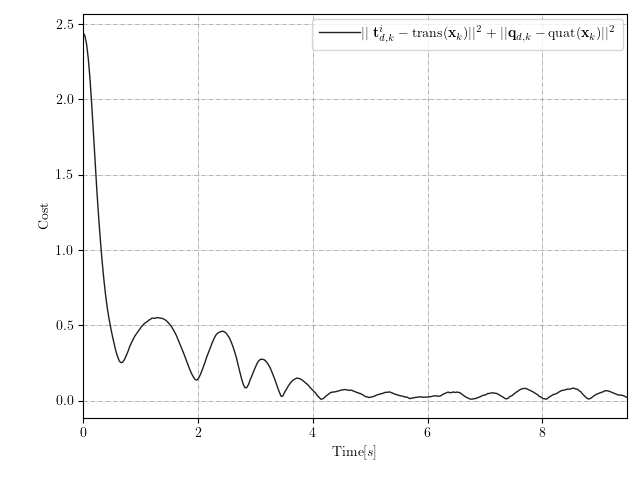 || t^i_{d,k} − trans(x_k)||² + ||q_{d,k} − quat(x_k)||²
2.5
2.0
1.5
1.0
0.5
0.0
Cost
0 2 4 6 8
Time[s]